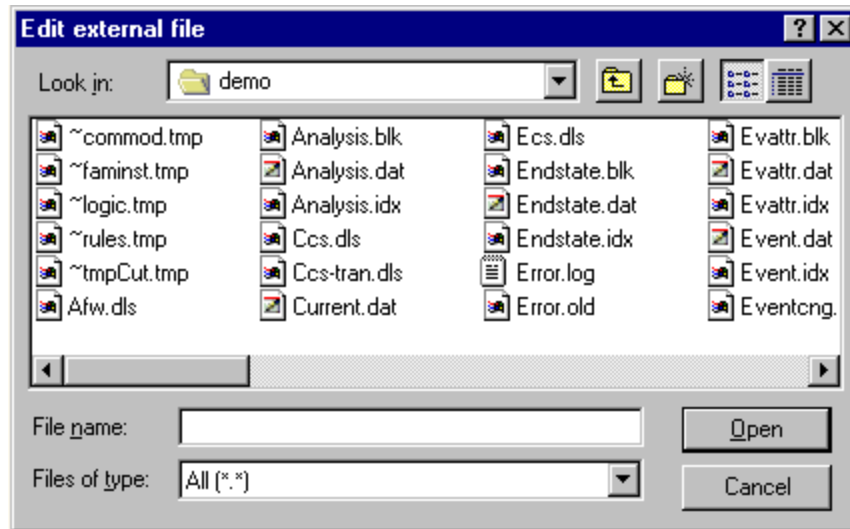 Edit external file
Look in: demo
~commod.tmp Analysis.blk Ecs.dls Evattr.blk
~faminst.tmp Analysis.dat Endstate.blk Evattr.dat
~logic.tmp Analysis.idx Endstate.dat Evattr.idx
~rules.tmp Ccs.dls Endstate.idx Event.dat
~tmpCut.tmp Ccs-tran.dls Error.log Event.idx
Afw.dls Current.dat Error.old Eventcng.
File name: Open
Files of type: All (*.*) Cancel